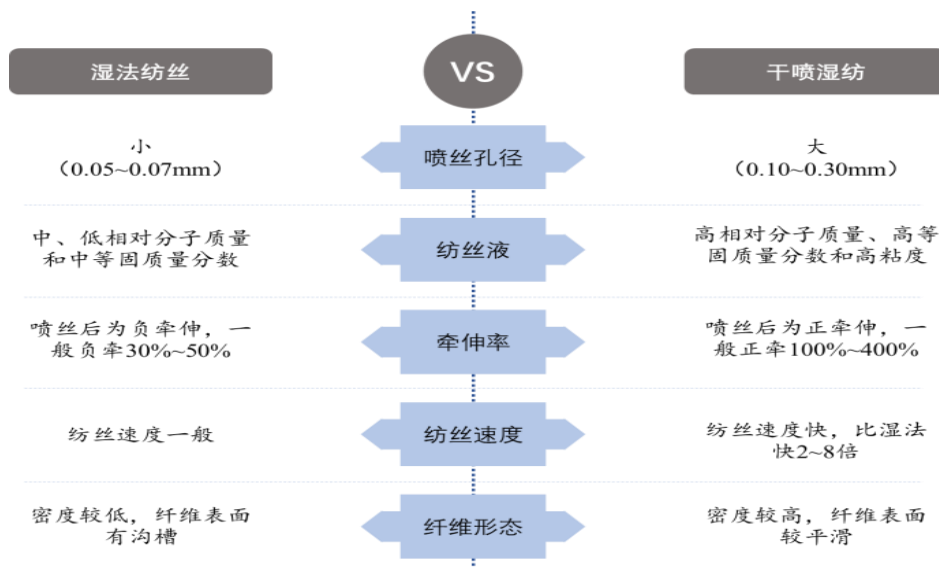 湿法纺丝
VS
干喷湿纺
小
（0.05~0.07mm）
喷丝孔径
大
（0.10~0.30mm）
中、低相对分子质量
和中等固质量分数
纺丝液
高相对分子质量、高等
固质量分数和高粘度
喷丝后为负牵伸，一
般负牵30%~50%
牵伸率
喷丝后为正牵伸，一
般正牵100%~400%
纺丝速度一般
纺丝速度
纺丝速度快，比湿法
快2~8倍
密度较低，纤维表面
有沟槽
纤维形态
密度较高，纤维表面
较平滑